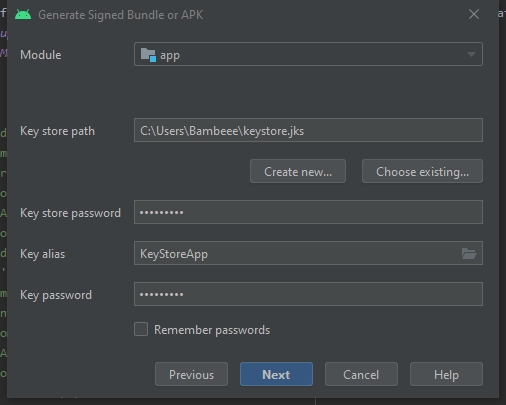 Generate Signed Bundle or APK
Module
app
Key store path
C:\Users\Bambeee\keystore.jks
Create new...
Choose existing...
Key store password
•••••••••
Key alias
KeyStoreApp
Key password
•••••••••
Remember passwords
Previous
Next
Cancel
Help